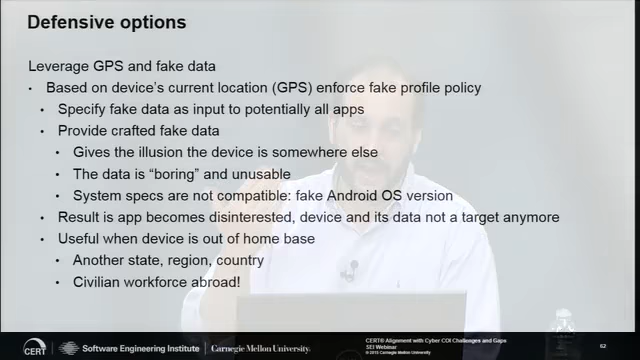 Defensive options
Leverage GPS and fake data
• Based on device's current location (GPS) enforce fake profile policy
• Specify fake data as input to potentially all apps
• Provide crafted fake data
• Gives the illusion the device is somewhere else
• The data is “boring” and unusable
• System specs are not compatible: fake Android OS version
• Result is app becomes disinterested, device and its data not a target anymore
• Useful when device is out of home base
• Another state, region, country
• Civilian workforce abroad!
CERT
Software Engineering Institute
Carnegie Mellon University
CERT® Alignment with Cyber COI Challenges and Gaps
SEI Webinar
© 2015 Carnegie Mellon University
62